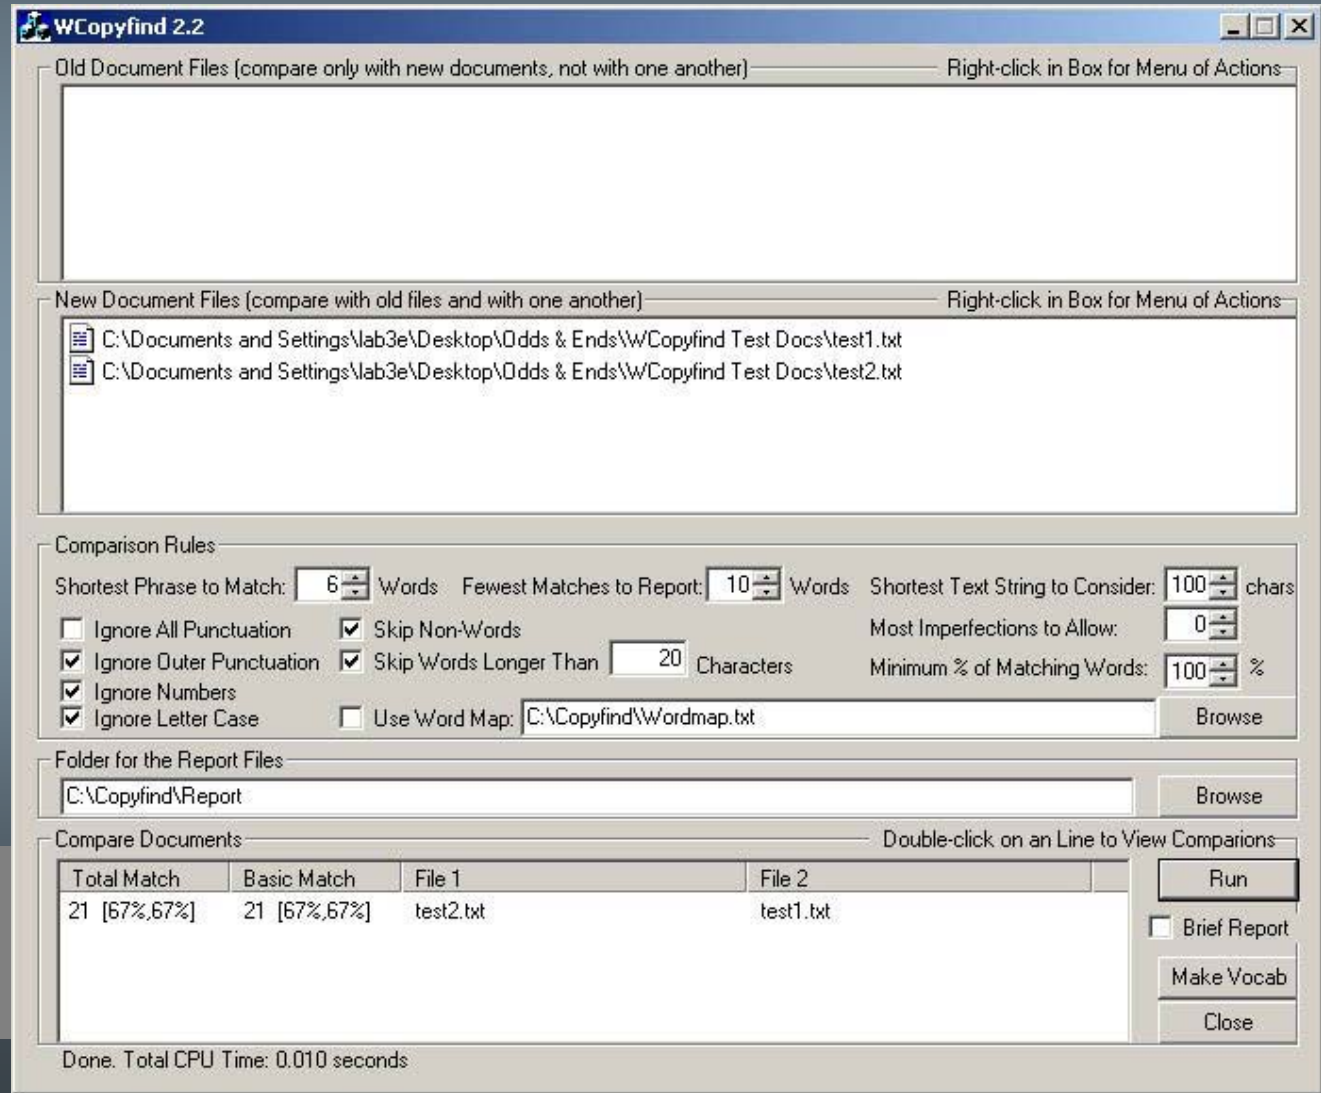 WCopyfind 2.2
Old Document Files (compare only with new documents, not with one another) Right-click in Box for Menu of Actions
New Document Files (compare with old files and with one another) Right-click in Box for Menu of Actions
C:\Documents and Settings\lab3e\Desktop\Odds & Ends\WCopyfind Test Docs\test1.txt
C:\Documents and Settings\lab3e\Desktop\Odds & Ends\WCopyfind Test Docs\test2.txt
Comparison Rules
Shortest Phrase to Match: 6 Words Fewest Matches to Report: 10 Words Shortest Text String to Consider: 100 chars
Ignore All Punctuation Skip Non-Words Most Imperfections to Allow: 0
Ignore Outer Punctuation Skip Words Longer Than 20 Characters Minimum % of Matching Words: 100 %
Ignore Numbers
Ignore Letter Case Use Word Map: C:\Copyfind\Wordmap.txt Browse
Folder for the Report Files
C:\Copyfind\Report Browse
Compare Documents Double-click on an Line to View Comparions
Total Match Basic Match File 1 File 2 Run
21 [67%,67%] 21 [67%,67%] test2.txt test1.txt
Brief Report
Make Vocab
Close
Done. Total CPU Time: 0.010 seconds